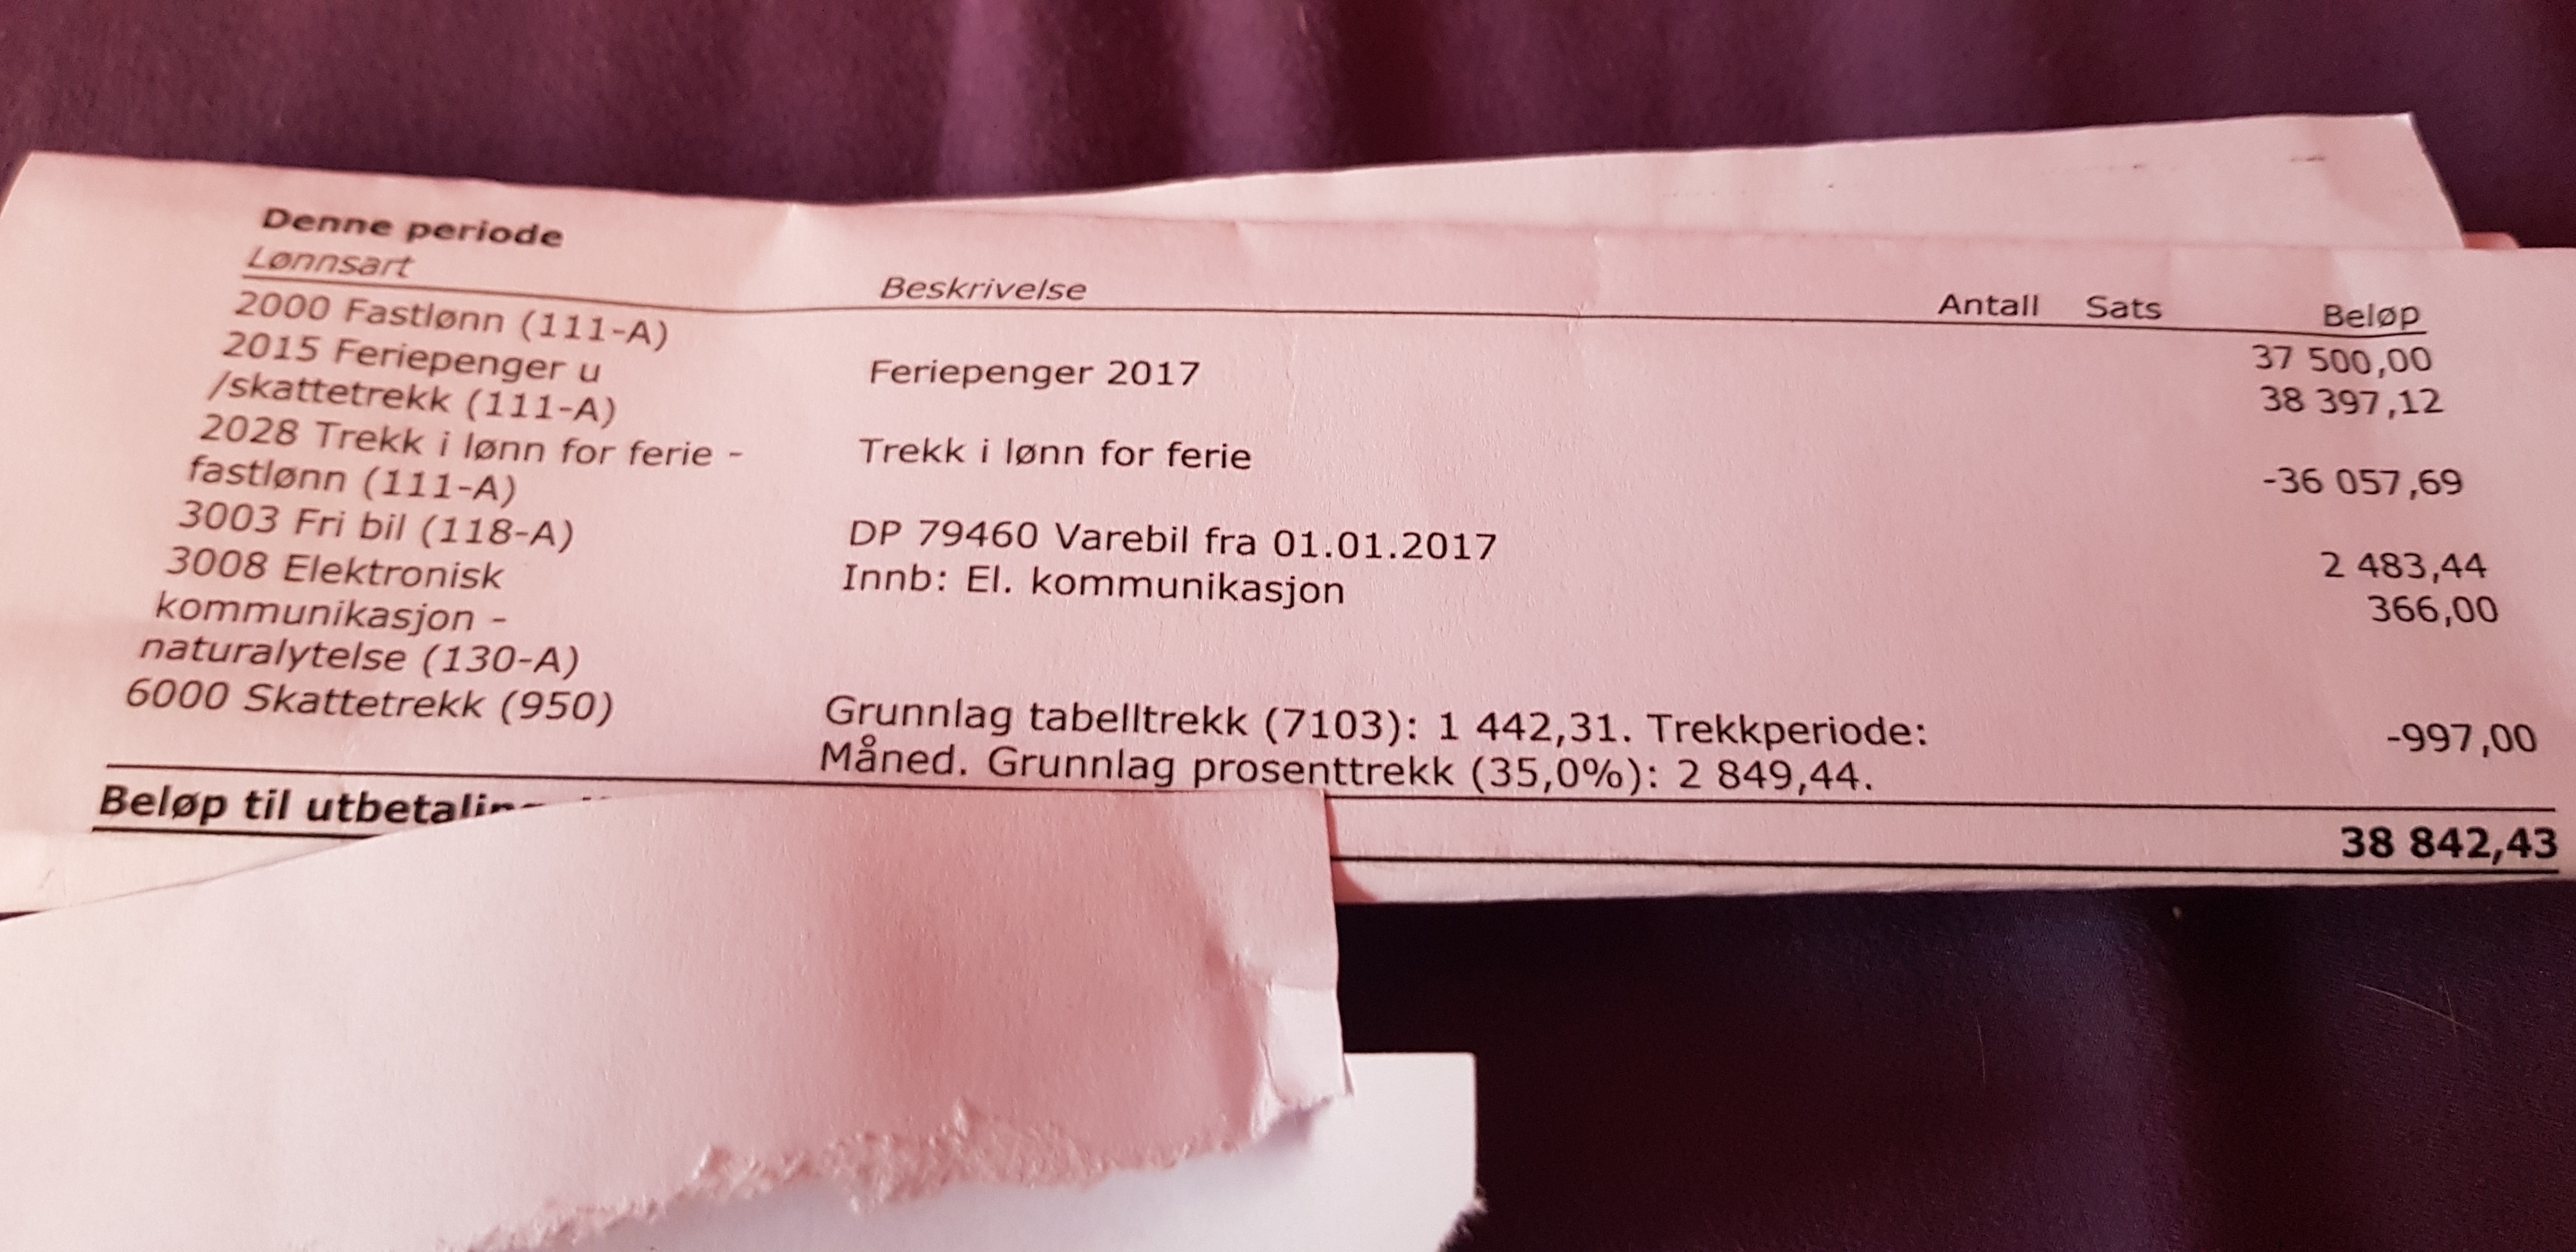 Denne periode
Lønnsart Beskrivelse Antall Sats Beløp
2000 Fastlønn (111-A) 37 500,00
2015 Feriepenger u Feriepenger 2017 38 397,12
/skattetrekk (111-A)
2028 Trekk i lønn for ferie - Trekk i lønn for ferie -36 057,69
fastlønn (111-A)
3003 Fri bil (118-A) DP 79460 Varebil fra 01.01.2017 2 483,44
3008 Elektronisk Innb: El. kommunikasjon 366,00
kommunikasjon -
naturalytelse (130-A)
6000 Skattetrekk (950) Grunnlag tabelltrekk (7103): 1 442,31. Trekkperiode: -997,00
Måned. Grunnlag prosenttrekk (35,0%): 2 849,44.
Beløp til 38 842,43